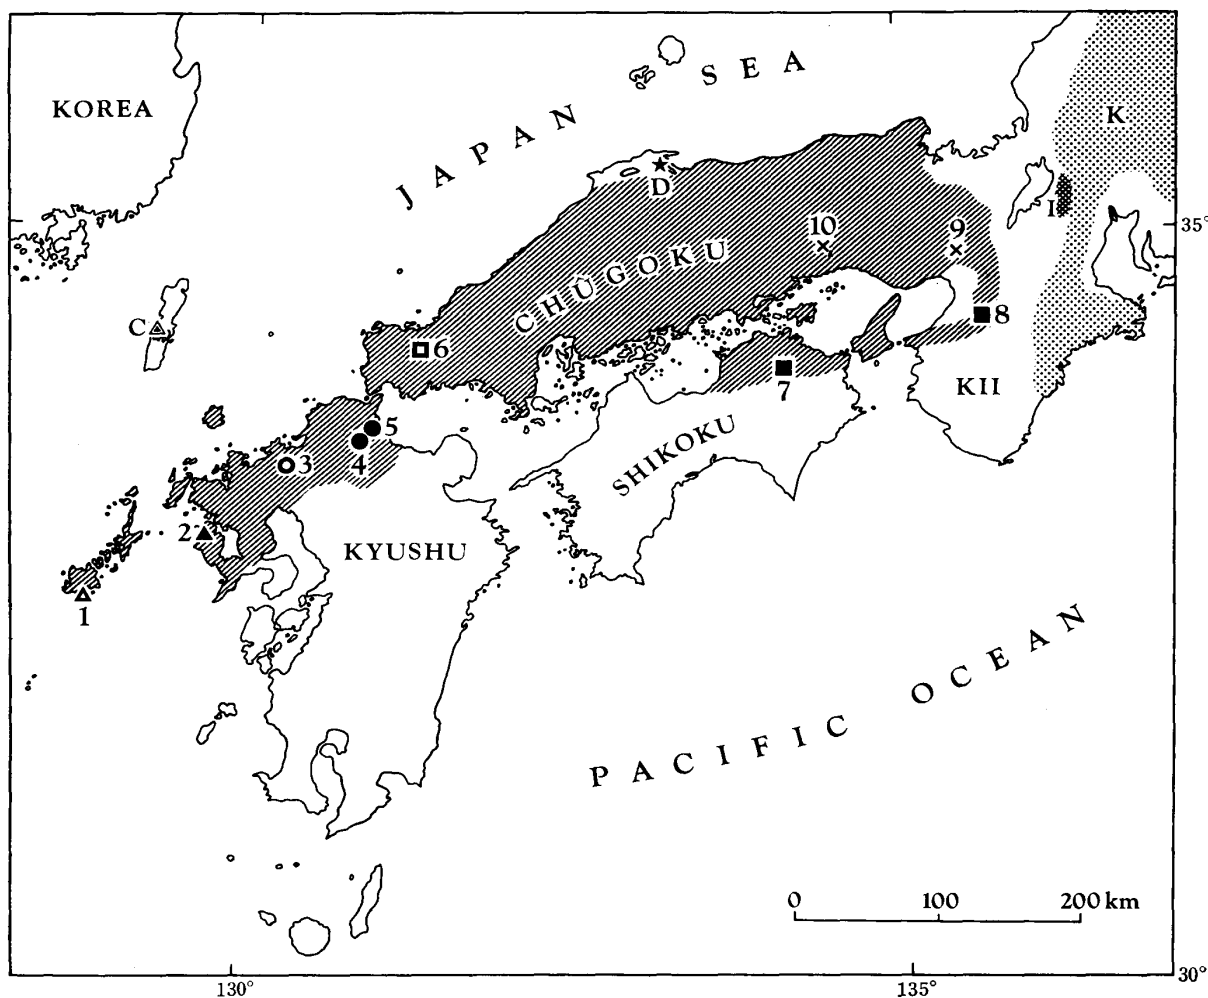 JAPAN SEA
KOREA
K
D
I
35°
10
9
CHŪGOKU
C
6
8
7
KII
5
4
3
SHIKOKU
2
KYUSHU
1
PACIFIC OCEAN
0 100 200 km
30°
130° 135°